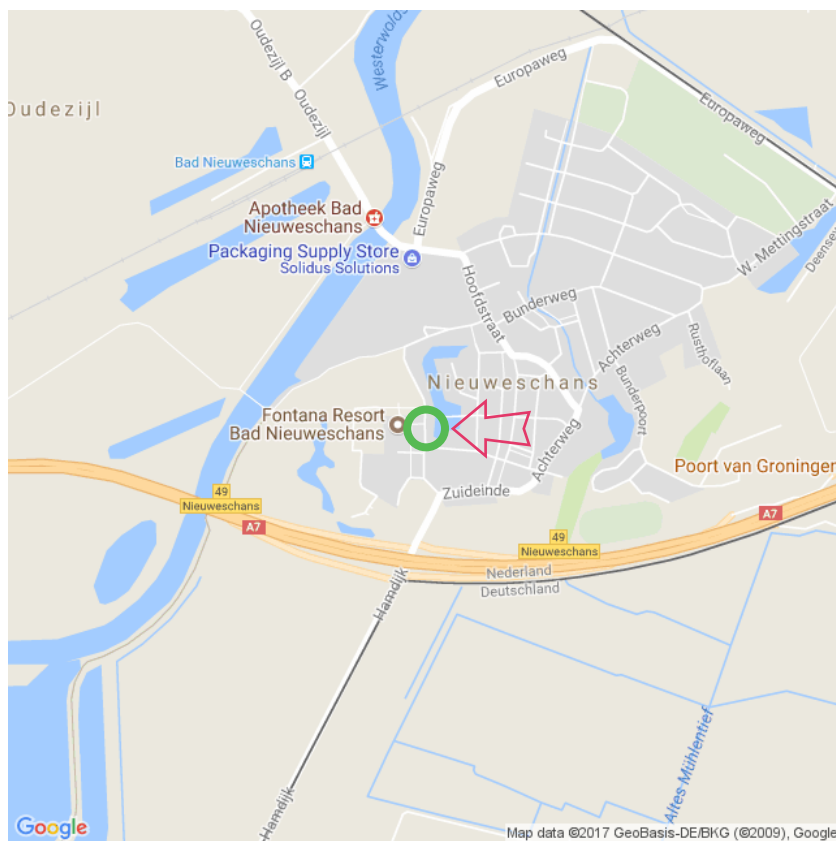 Oudezijl B
Oudezijl
Westerwolds
Europaweg
Europaweg
Europaweg
Oudezijl
Bad Nieuweschans
Apotheek Bad
Nieuweschans
Packaging Supply Store
Solidus Solutions
W. Mettingstraat
Hoofdstraat
Bunderweg
Achterweg
Rusthoflaan
Bunderpoort
Nieuweschans
Fontana Resort
Bad Nieuweschans
Achterweg
Poort van Groningen
Zuideinde
49
Nieuweschans
A7
A7
49
Nieuweschans
Nederland
Deutschland
Hamdijk
Altes Mühlentief
Hamdijk
Google
Map data ©2017 GeoBasis-DE/BKG (©2009), Google